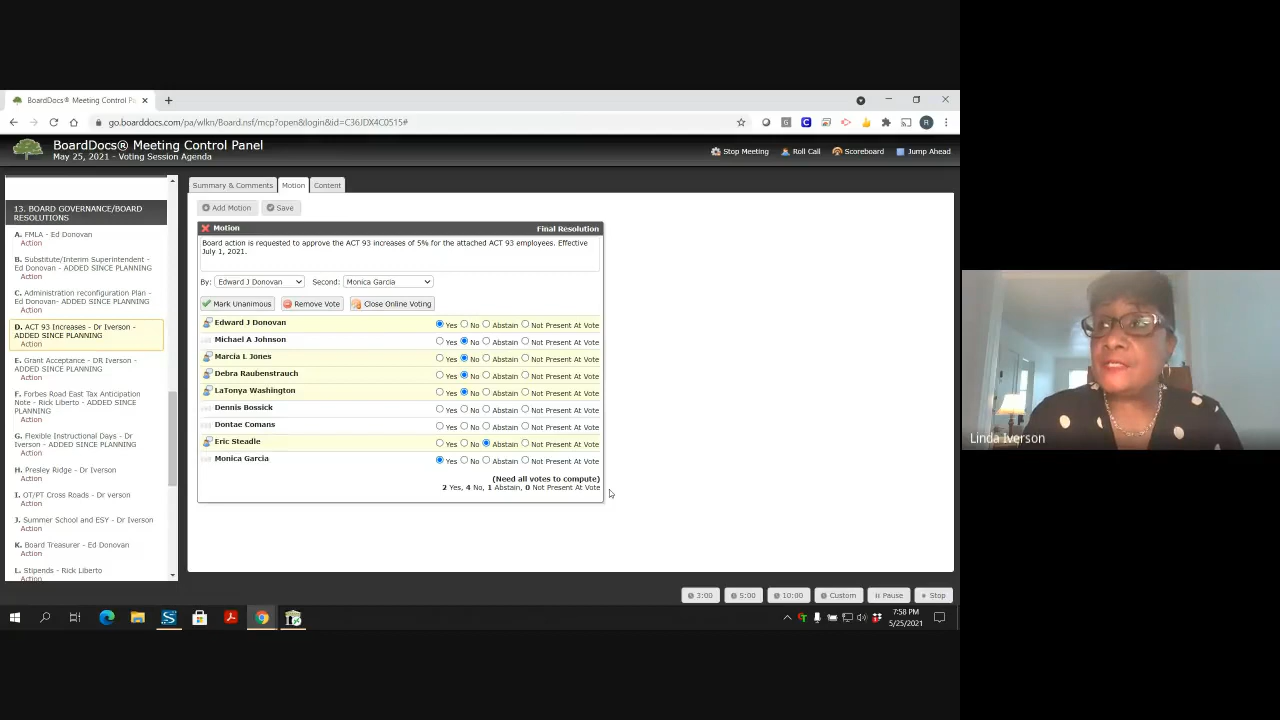 BoardDocs® Meeting Control Pa
go.boarddocs.com/pa/wlkn/Board.nsf/mcp?open&login&id=C36JDX4C0515#
BoardDocs® Meeting Control Panel
May 25, 2021 - Voting Session Agenda
Stop Meeting
Roll Call
Scoreboard
Jump Ahead
13. BOARD GOVERNANCE/BOARD
RESOLUTIONS
A. FMLA - Ed Donovan
Action
B. Substitute/Interim Superintendent -
Ed Donovan - ADDED SINCE PLANNING
Action
C. Administration reconfiguration Plan -
Ed Donovan- ADDED SINCE PLANNING
Action
D. ACT 93 Increases - Dr Iverson -
ADDED SINCE PLANNING
Action
E. Grant Acceptance - DR Iverson -
ADDED SINCE PLANNING
Action
F. Forbes Road East Tax Anticipation
Note - Rick Liberto - ADDED SINCE
PLANNING
Action
G. Flexible Instructional Days - Dr
Iverson - ADDED SINCE PLANNING
Action
H. Presley Ridge - Dr Iverson
Action
I. OT/PT Cross Roads - Dr verson
Action
J. Summer School and ESY - Dr Iverson
Action
K. Board Treasurer - Ed Donovan
Action
L. Stipends - Rick Liberto
Action
Summary & Comments
Motion
Content
Add Motion
Save
Motion
Final Resolution
Board action is requested to approve the ACT 93 increases of 5% for the attached ACT 93 employees. Effective
July 1, 2021.
By: Edward J Donovan Second: Monica Garcia
Mark Unanimous
Remove Vote
Close Online Voting
Edward J Donovan Yes No Abstain Not Present At Vote
Michael A Johnson Yes No Abstain Not Present At Vote
Marcia L Jones Yes No Abstain Not Present At Vote
Debra Raubenstrauch Yes No Abstain Not Present At Vote
LaTonya Washington Yes No Abstain Not Present At Vote
Dennis Bossick Yes No Abstain Not Present At Vote
Dontae Comans Yes No Abstain Not Present At Vote
Eric Steadle Yes No Abstain Not Present At Vote
Monica Garcia Yes No Abstain Not Present At Vote
(Need all votes to compute)
2 Yes, 4 No, 1 Abstain, 0 Not Present At Vote
3:00
5:00
10:00
Custom
Pause
Stop
7:58 PM
5/25/2021
Linda Iverson